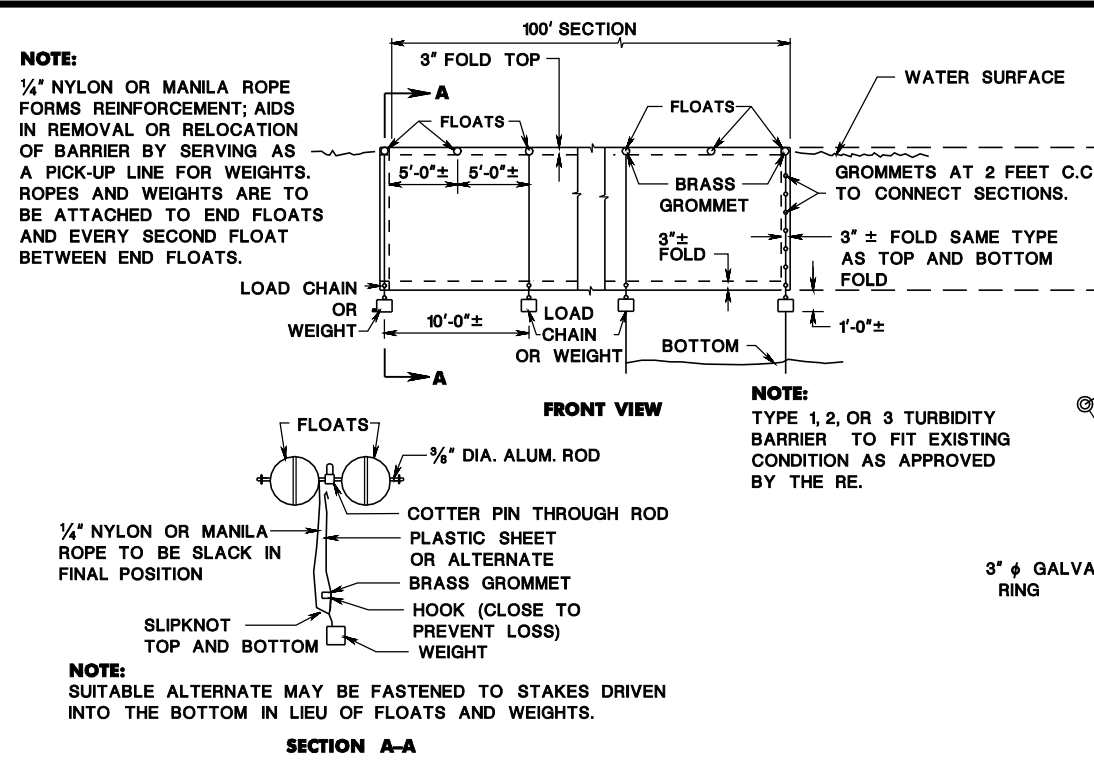 100' SECTION
NOTE:
1/4" NYLON OR MANILA ROPE
FORMS REINFORCEMENT; AIDS
IN REMOVAL OR RELOCATION
OF BARRIER BY SERVING AS
A PICK-UP LINE FOR WEIGHTS.
ROPES AND WEIGHTS ARE TO
BE ATTACHED TO END FLOATS
AND EVERY SECOND FLOAT
BETWEEN END FLOATS.
3" FOLD TOP
A
FLOATS
FLOATS
WATER SURFACE
5'-0"±
5'-0"±
BRASS
GROMMET
GROMMETS AT 2 FEET C.C.
TO CONNECT SECTIONS.
3"±
FOLD
3" ± FOLD SAME TYPE
AS TOP AND BOTTOM
FOLD
LOAD CHAIN
OR
WEIGHT
10'-0"±
LOAD
CHAIN
OR WEIGHT
1'-0"±
BOTTOM
A
FRONT VIEW
NOTE:
TYPE 1, 2, OR 3 TURBIDITY
BARRIER TO FIT EXISTING
CONDITION AS APPROVED
BY THE RE.
FLOATS
3/8" DIA. ALUM. ROD
COTTER PIN THROUGH ROD
1/4" NYLON OR MANILA
ROPE TO BE SLACK IN
FINAL POSITION
PLASTIC SHEET
OR ALTERNATE
BRASS GROMMET
HOOK (CLOSE TO
PREVENT LOSS)
WEIGHT
SLIPKNOT
TOP AND BOTTOM
3" ϕ GALVA
RING
NOTE:
SUITABLE ALTERNATE MAY BE FASTENED TO STAKES DRIVEN
INTO THE BOTTOM IN LIEU OF FLOATS AND WEIGHTS.
SECTION A-A